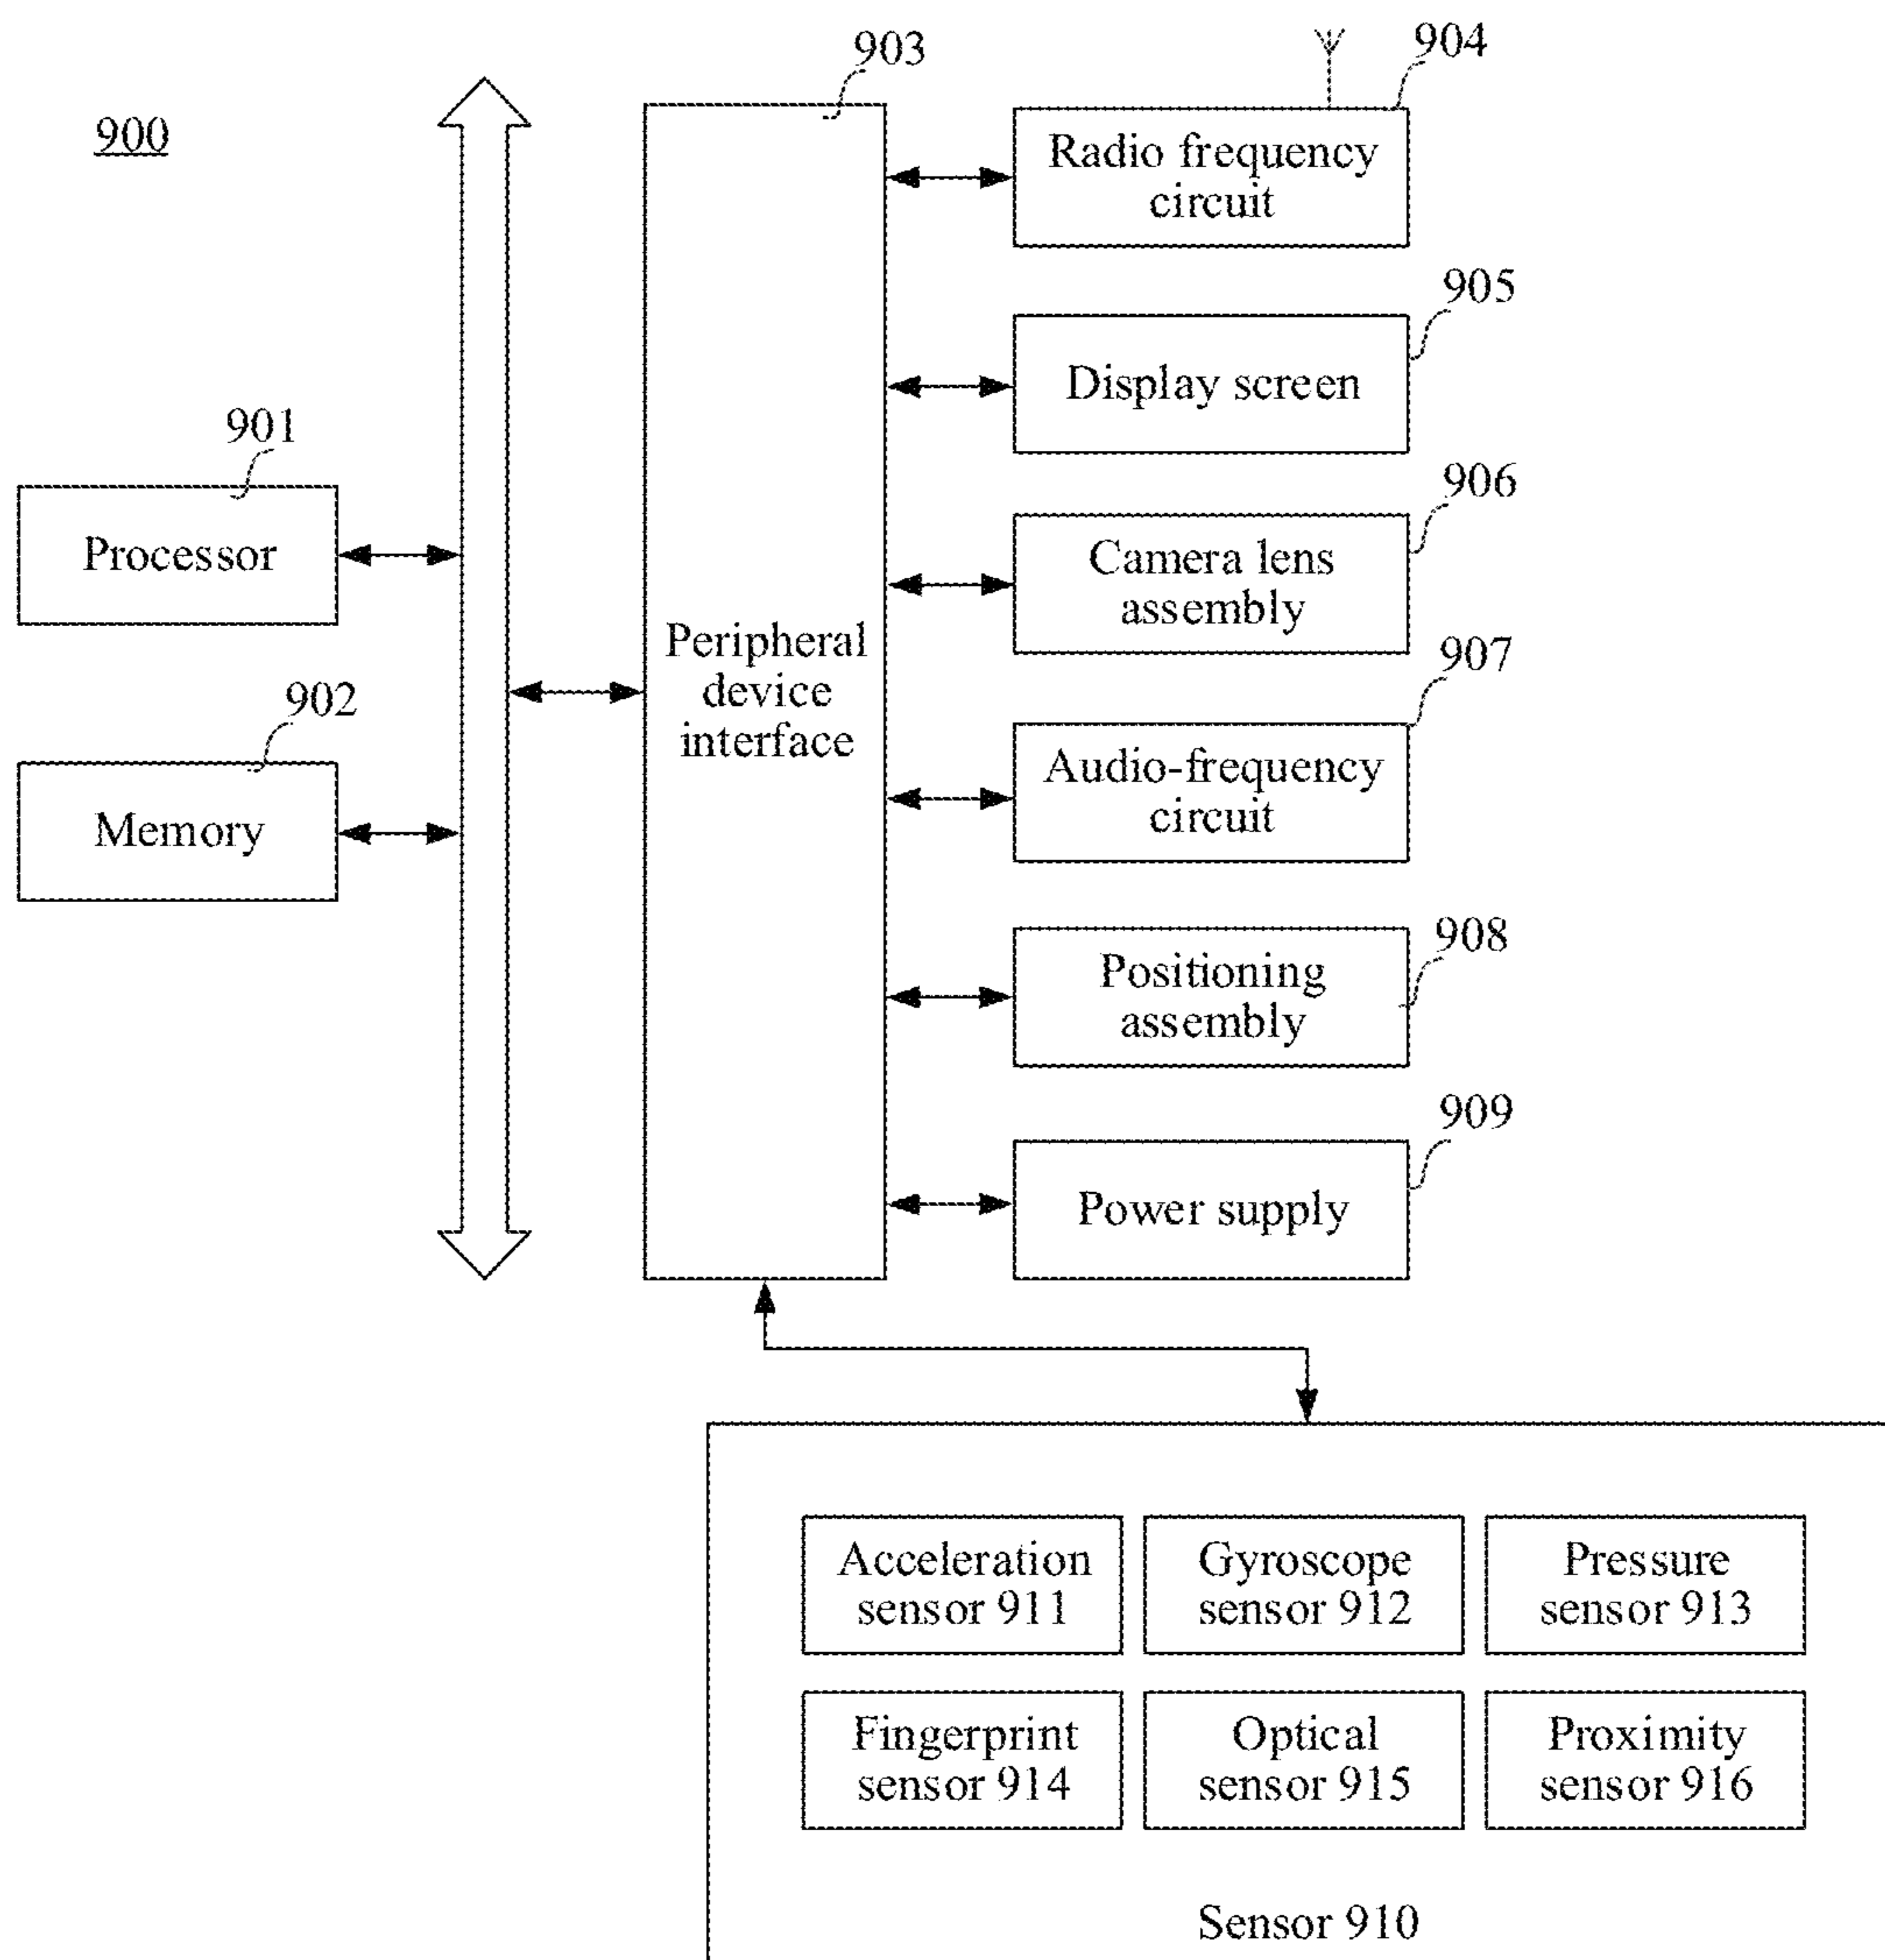 900
903
904
Radio frequency
circuit
905
Display screen
901
Processor
906
Camera lens
assembly
Peripheral
device
interface
902
Memory
907
Audio-frequency
circuit
908
Positioning
assembly
909
Power supply
Acceleration
sensor 911
Gyroscope
sensor 912
Pressure
sensor 913
Fingerprint
sensor 914
Optical
sensor 915
Proximity
sensor 916
Sensor 910